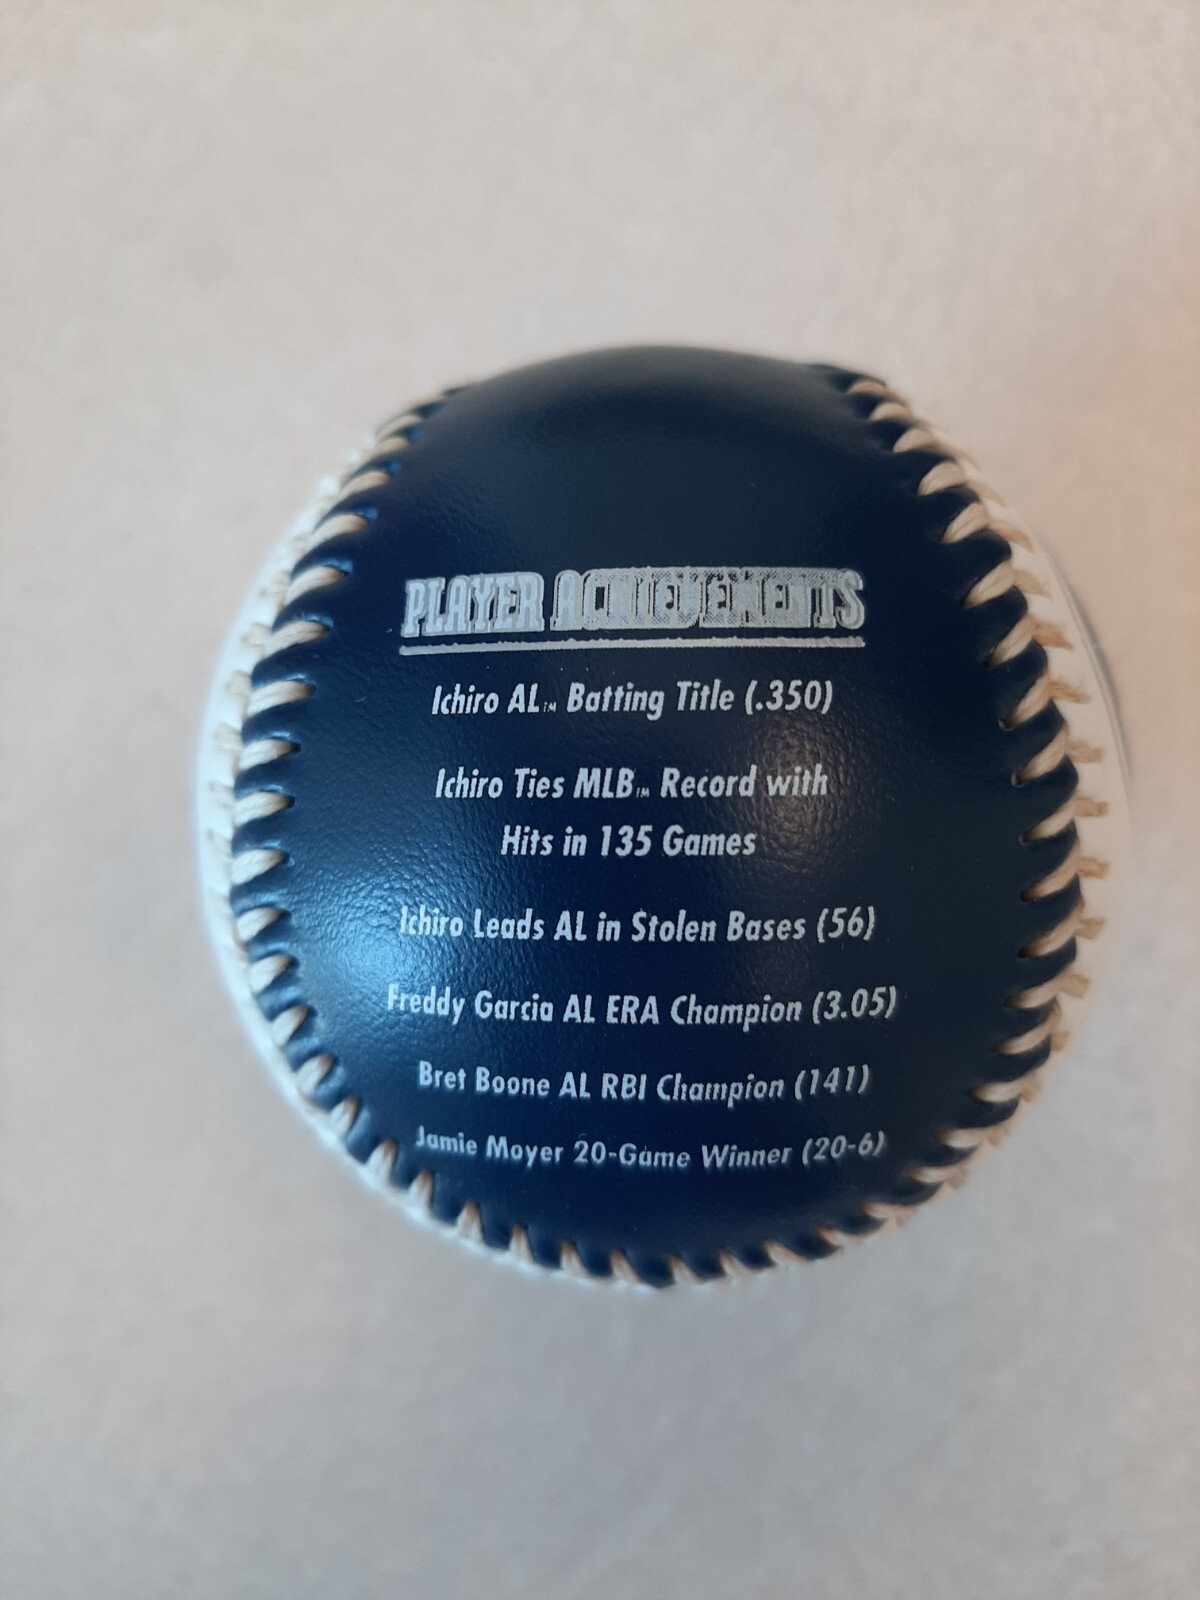 PLAYER ACHIEVEMENTS
Ichiro AL™ Batting Title (.350)
Ichiro Ties MLB™ Record with
Hits in 135 Games
Ichiro Leads AL in Stolen Bases (56)
Freddy Garcia AL ERA Champion (3.05)
Bret Boone AL RBI Champion (141)
Jamie Moyer 20-Game Winner (20-6)